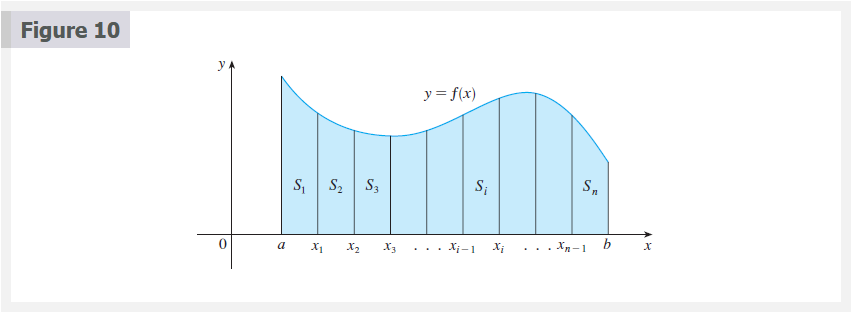 Figure 10
y
y = f(x)
S₁ S₂ S₃ Sᵢ Sₙ
0 a x₁ x₂ x₃ . . . xᵢ₋₁ xᵢ . . . xₙ₋₁ b x